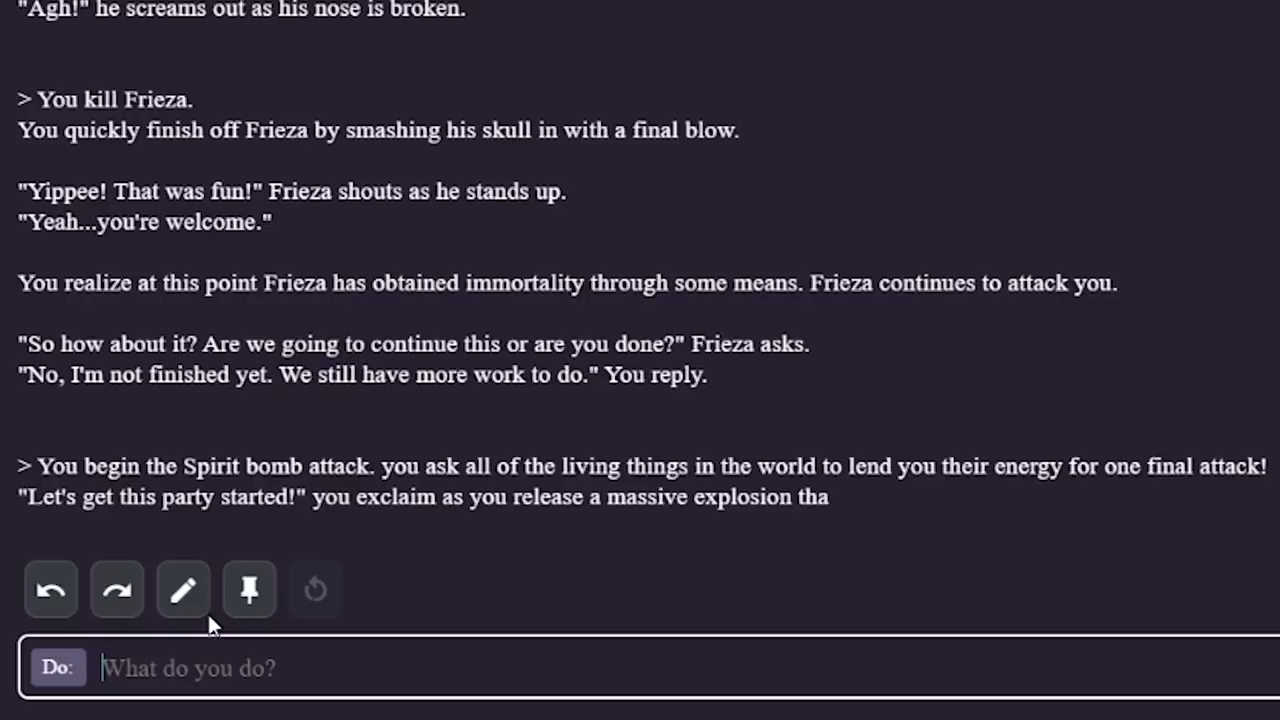 "Agh!" he screams out as his nose is broken.
> You kill Frieza.
You quickly finish off Frieza by smashing his skull in with a final blow.
"Yippee! That was fun!" Frieza shouts as he stands up.
"Yeah...you're welcome."
You realize at this point Frieza has obtained immortality through some means. Frieza continues to attack you.
"So how about it? Are we going to continue this or are you done?" Frieza asks.
"No, I'm not finished yet. We still have more work to do." You reply.
> You begin the Spirit bomb attack. you ask all of the living things in the world to lend you their energy for one final attack!
"Let's get this party started!" you exclaim as you release a massive explosion tha
Do: What do you do?